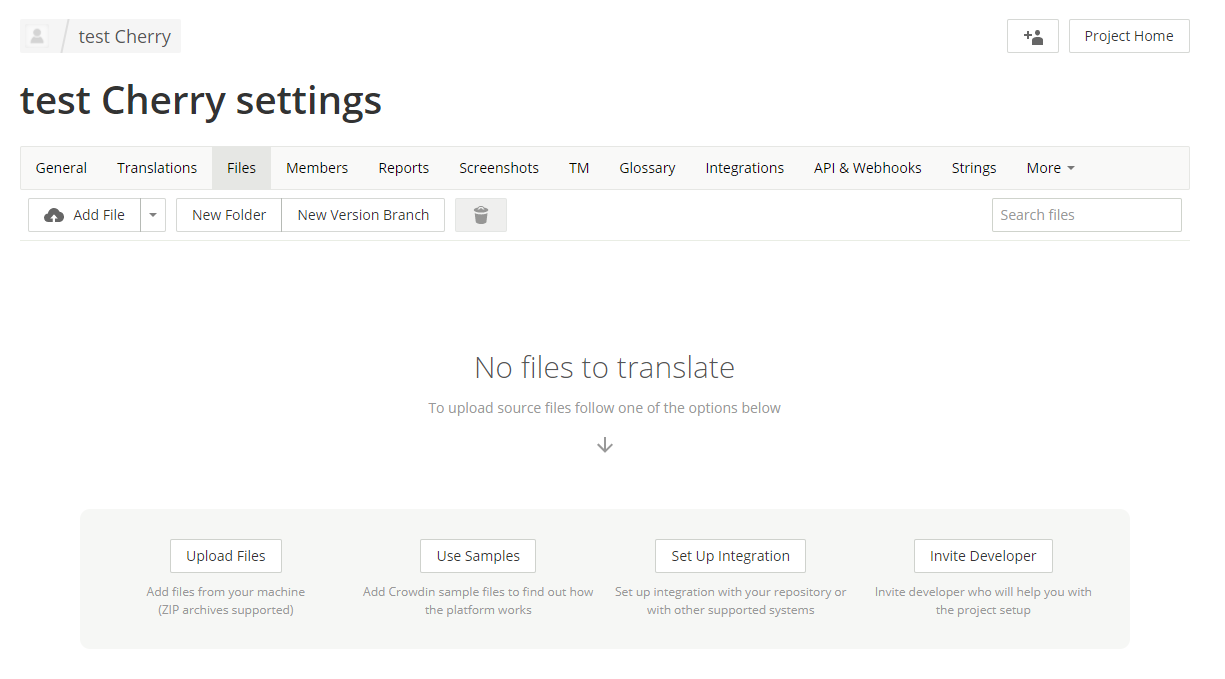 test Cherry
Project Home
test Cherry settings
General Translations Files Members Reports Screenshots TM Glossary Integrations API & Webhooks Strings More
Add File New Folder New Version Branch Search files
No files to translate
To upload source files follow one of the options below
Upload Files
Add files from your machine
(ZIP archives supported)
Use Samples
Add Crowdin sample files to find out how
the platform works
Set Up Integration
Set up integration with your repository or
with other supported systems
Invite Developer
Invite developer who will help you with
the project setup